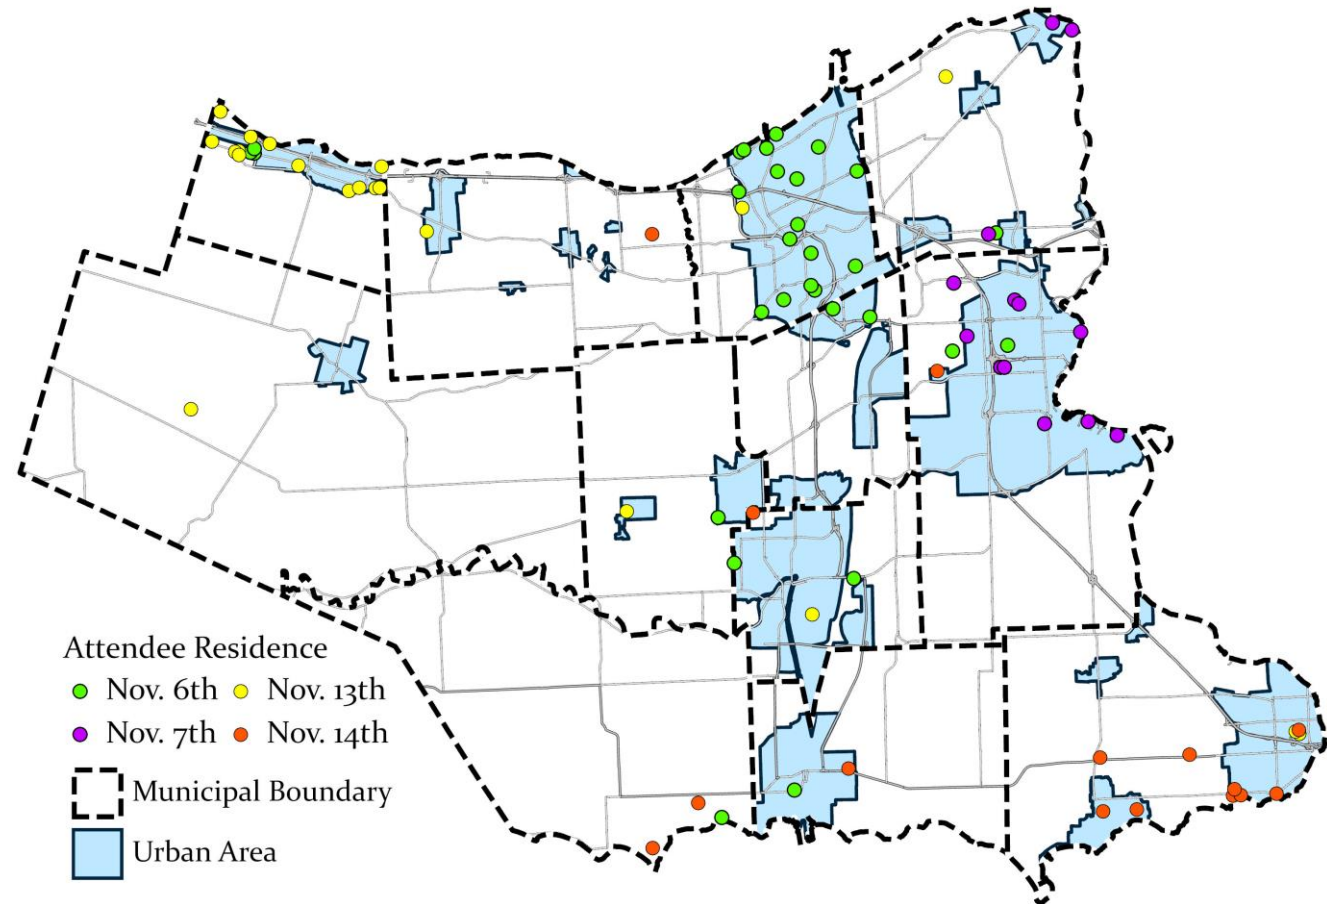 Attendee Residence
Nov. 6th Nov. 13th
Nov. 7th Nov. 14th
Municipal Boundary
Urban Area